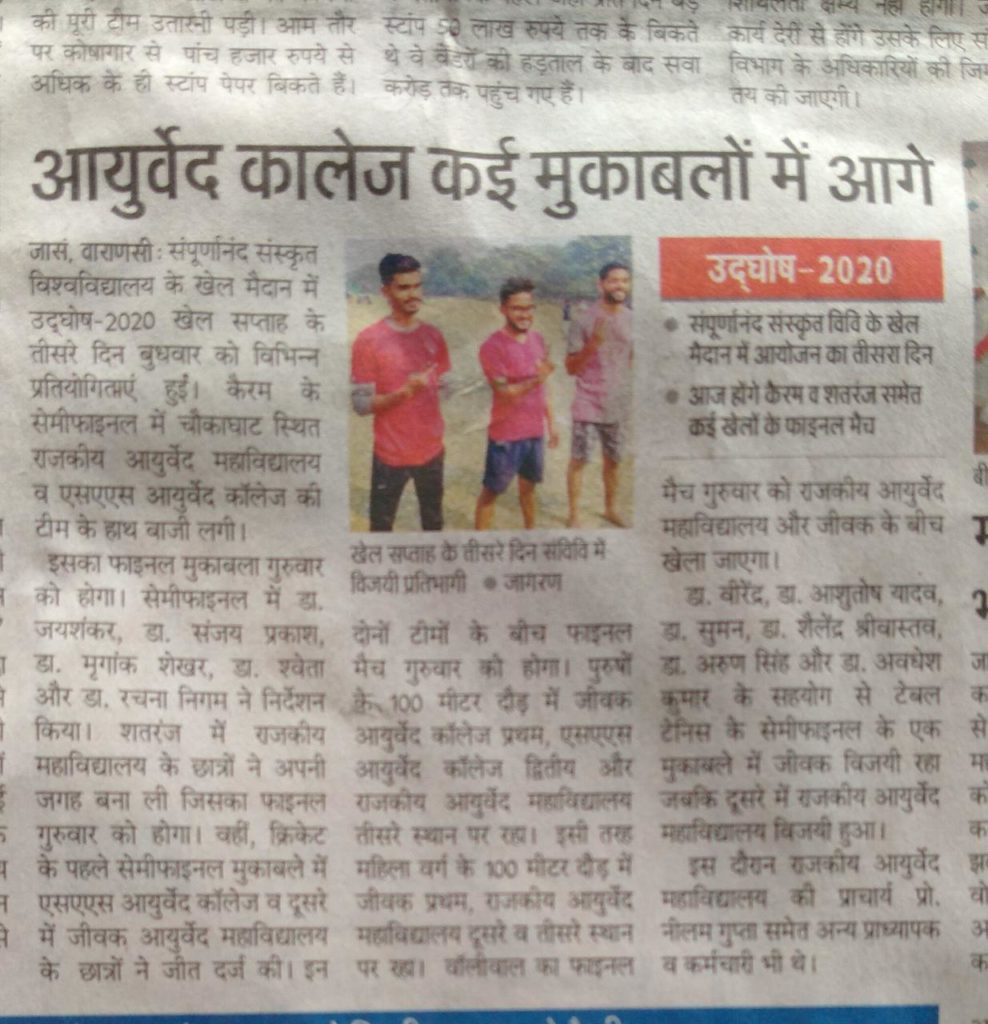 की पूरी टीम उतारनी पड़ी। आम तौर
पर कोषागार से पांच हजार रुपये से
अधिक के ही स्टांप पेपर बिकते हैं।
स्टांप 50 लाख रुपये तक के बिकते
थे वे वेंडरों की हड़ताल के बाद सवा
करोड़ तक पहुंच गए हैं।
शिथिलता क्षम्य नहीं होगी।
कार्य देरी से होंगे उसके लिए
विभाग के अधिकारियों की
तय की जाएगी।
आयुर्वेद कालेज कई मुकाबलों में आगे
जासं, वाराणसी: संपूर्णानंद संस्कृत
विश्वविद्यालय के खेल मैदान में
उद्घोष-2020 खेल सप्ताह के
तीसरे दिन बुधवार को विभिन्न
प्रतियोगिताएं हुईं। कैरम के
सेमीफाइनल में चौकाघाट स्थित
राजकीय आयुर्वेद महाविद्यालय
व एसएएस आयुर्वेद कॉलेज की
टीम के हाथ बाजी लगी।
इसका फाइनल मुकाबला गुरुवार
को होगा। सेमीफाइनल में डा.
जयशंकर, डा. संजय प्रकाश,
डा. मृगांक शेखर, डा. श्वेता
और डा. रचना निगम ने निर्देशन
किया। शतरंज में राजकीय
महाविद्यालय के छात्रों ने अपनी
जगह बना ली जिसका फाइनल
गुरुवार को होगा। वहीं, क्रिकेट
के पहले सेमीफाइनल मुकाबले में
एसएएस आयुर्वेद कॉलेज व दूसरे
में जीवक आयुर्वेद महाविद्यालय
के छात्रों ने जीत दर्ज की। इन
खेल सप्ताह के तीसरे दिन संविवि में
विजयी प्रतिभागी ● जागरण
दोनों टीमों के बीच फाइनल
मैच गुरुवार को होगा। पुरुषों
के 100 मीटर दौड़ में जीवक
आयुर्वेद कॉलेज प्रथम, एसएएस
आयुर्वेद कॉलेज द्वितीय और
राजकीय आयुर्वेद महाविद्यालय
तीसरे स्थान पर रहा। इसी तरह
महिला वर्ग के 100 मीटर दौड़ में
जीवक प्रथम, राजकीय आयुर्वेद
महाविद्यालय दूसरे व तीसरे स्थान
पर रहा। वॉलीवाल का फाइनल
उद्घोष-2020
● संपूर्णानंद संस्कृत विवि के खेल
मैदान में आयोजन का तीसरा दिन
● आज होंगे कैरम व शतरंज समेत
कई खेलों के फाइनल मैच
मैच गुरुवार को राजकीय आयुर्वेद
महाविद्यालय और जीवक के बीच
खेला जाएगा।
डा. वीरेंद्र, डा. आशुतोष यादव,
डा. सुमन, डा. शैलेंद्र श्रीवास्तव,
डा. अरुण सिंह और डा. अवधेश
कुमार के सहयोग से टेबल
टेनिस के सेमीफाइनल के एक
मुकाबले में जीवक विजयी रहा
जबकि दूसरे में राजकीय आयुर्वेद
महाविद्यालय विजयी हुआ।
इस दौरान राजकीय आयुर्वेद
महाविद्यालय की प्राचार्य प्रो.
नीलम गुप्ता समेत अन्य प्राध्यापक
व कर्मचारी भी थे।